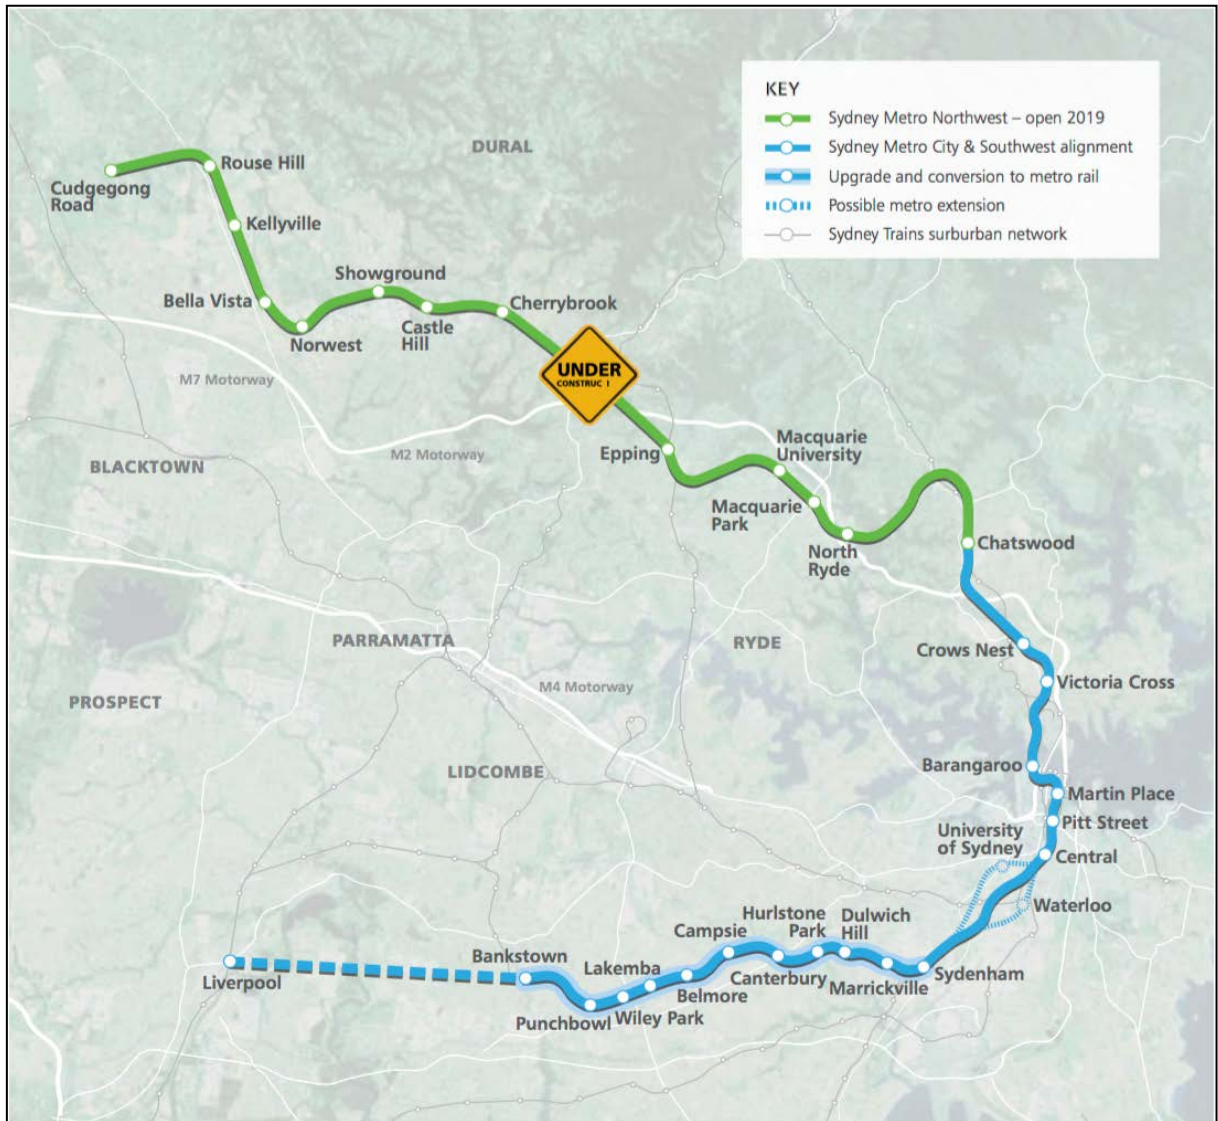 KEY
Sydney Metro Northwest – open 2019
Sydney Metro City & Southwest alignment
Upgrade and conversion to metro rail
Possible metro extension
Sydney Trains surburban network
DURAL
Rouse Hill
Cudgegong
Road
Kellyville
Showground
Bella Vista
Cherrybrook
Castle
Hill
Norwest
UNDER
CONSTRUC I
M7 Motorway
M2 Motorway
BLACKTOWN
Epping
Macquarie
University
Macquarie
Park
North
Ryde
Chatswood
PARRAMATTA
RYDE
Crows Nest
M4 Motorway
Victoria Cross
PROSPECT
LIDCOMBE
Barangaroo
Martin Place
Pitt Street
University
of Sydney
Central
Waterloo
Hurlstone
Park
Dulwich
Hill
Campsie
Bankstown
Lakemba
Liverpool
Canterbury
Marrickville
Sydenham
Belmore
Punchbowl
Wiley Park